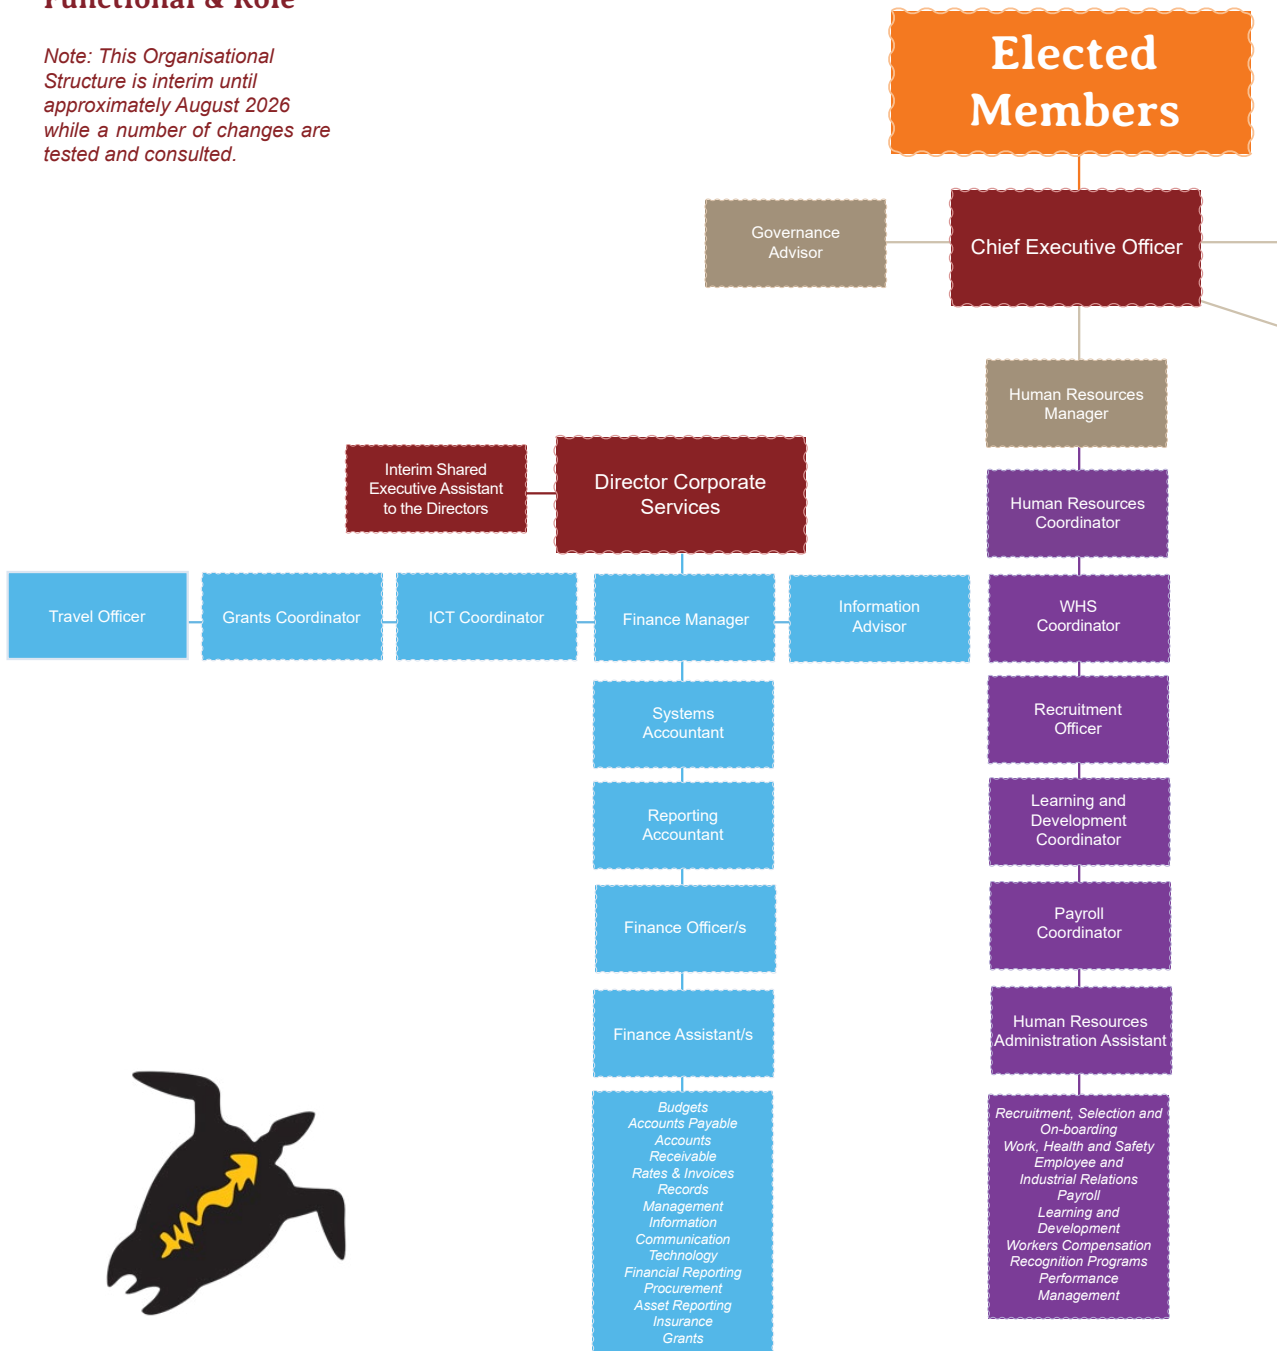 Functional & Role
Note: This Organisational
Structure is interim until
approximately August 2026
while a number of changes are
tested and consulted.
Elected
Members
Governance
Advisor
Chief Executive Officer
Human Resources
Manager
Interim Shared
Executive Assistant
to the Directors
Director Corporate
Services
Human Resources
Coordinator
Travel Officer
Grants Coordinator
ICT Coordinator
Finance Manager
Information
Advisor
WHS
Coordinator
Systems
Accountant
Recruitment
Officer
Reporting
Accountant
Learning and
Development
Coordinator
Finance Officer/s
Payroll
Coordinator
Finance Assistant/s
Human Resources
Administration Assistant
Budgets
Accounts Payable
Accounts
Receivable
Rates & Invoices
Records
Management
Information
Communication
Technology
Financial Reporting
Procurement
Asset Reporting
Insurance
Grants
Recruitment, Selection and
On-boarding
Work, Health and Safety
Employee and
Industrial Relations
Payroll
Learning and
Development
Workers Compensation
Recognition Programs
Performance
Management